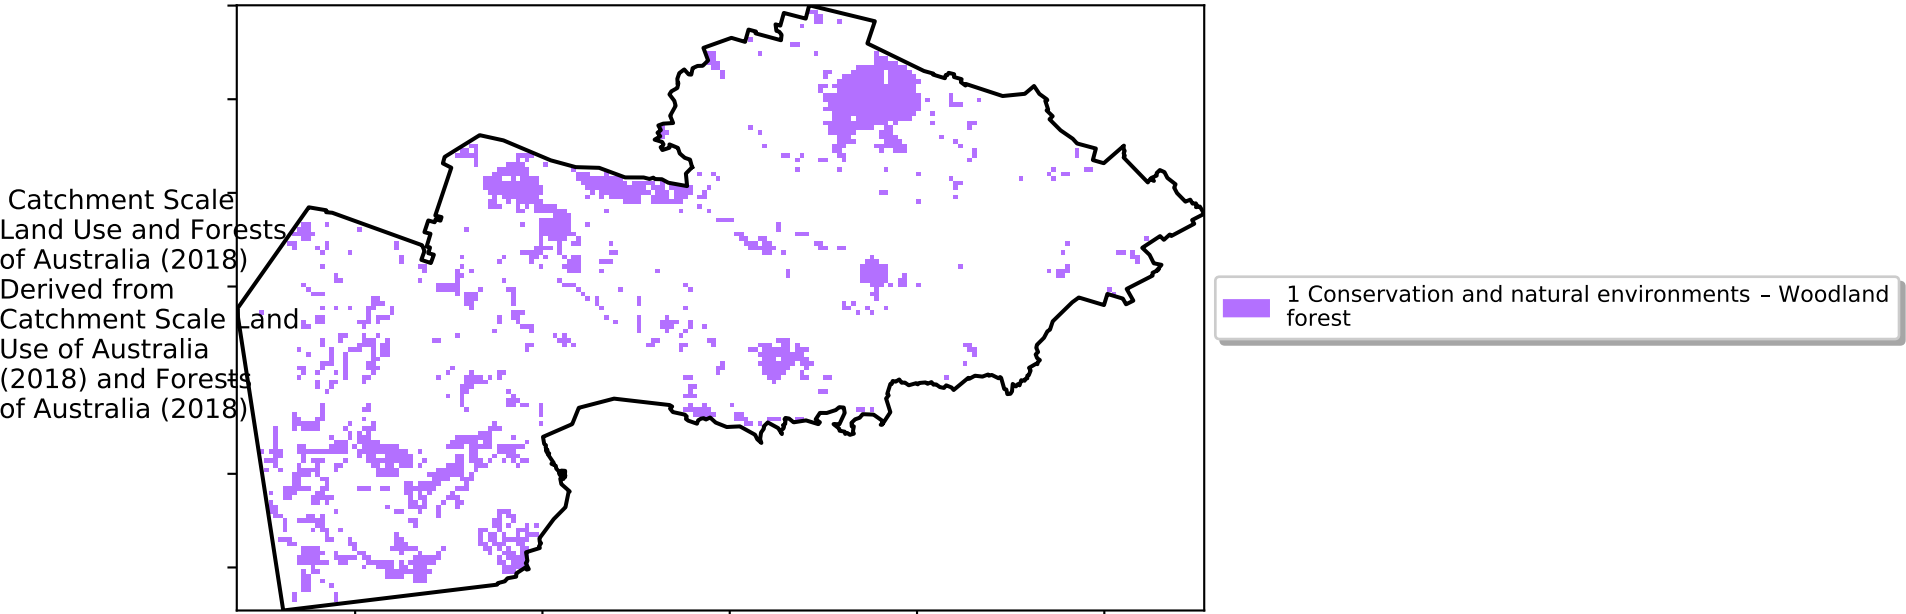 Catchment Scale
Land Use and Forests
of Australia (2018)
Derived from
Catchment Scale Land
Use of Australia
(2018) and Forests
of Australia (2018)
1 Conservation and natural environments – Woodland
forest